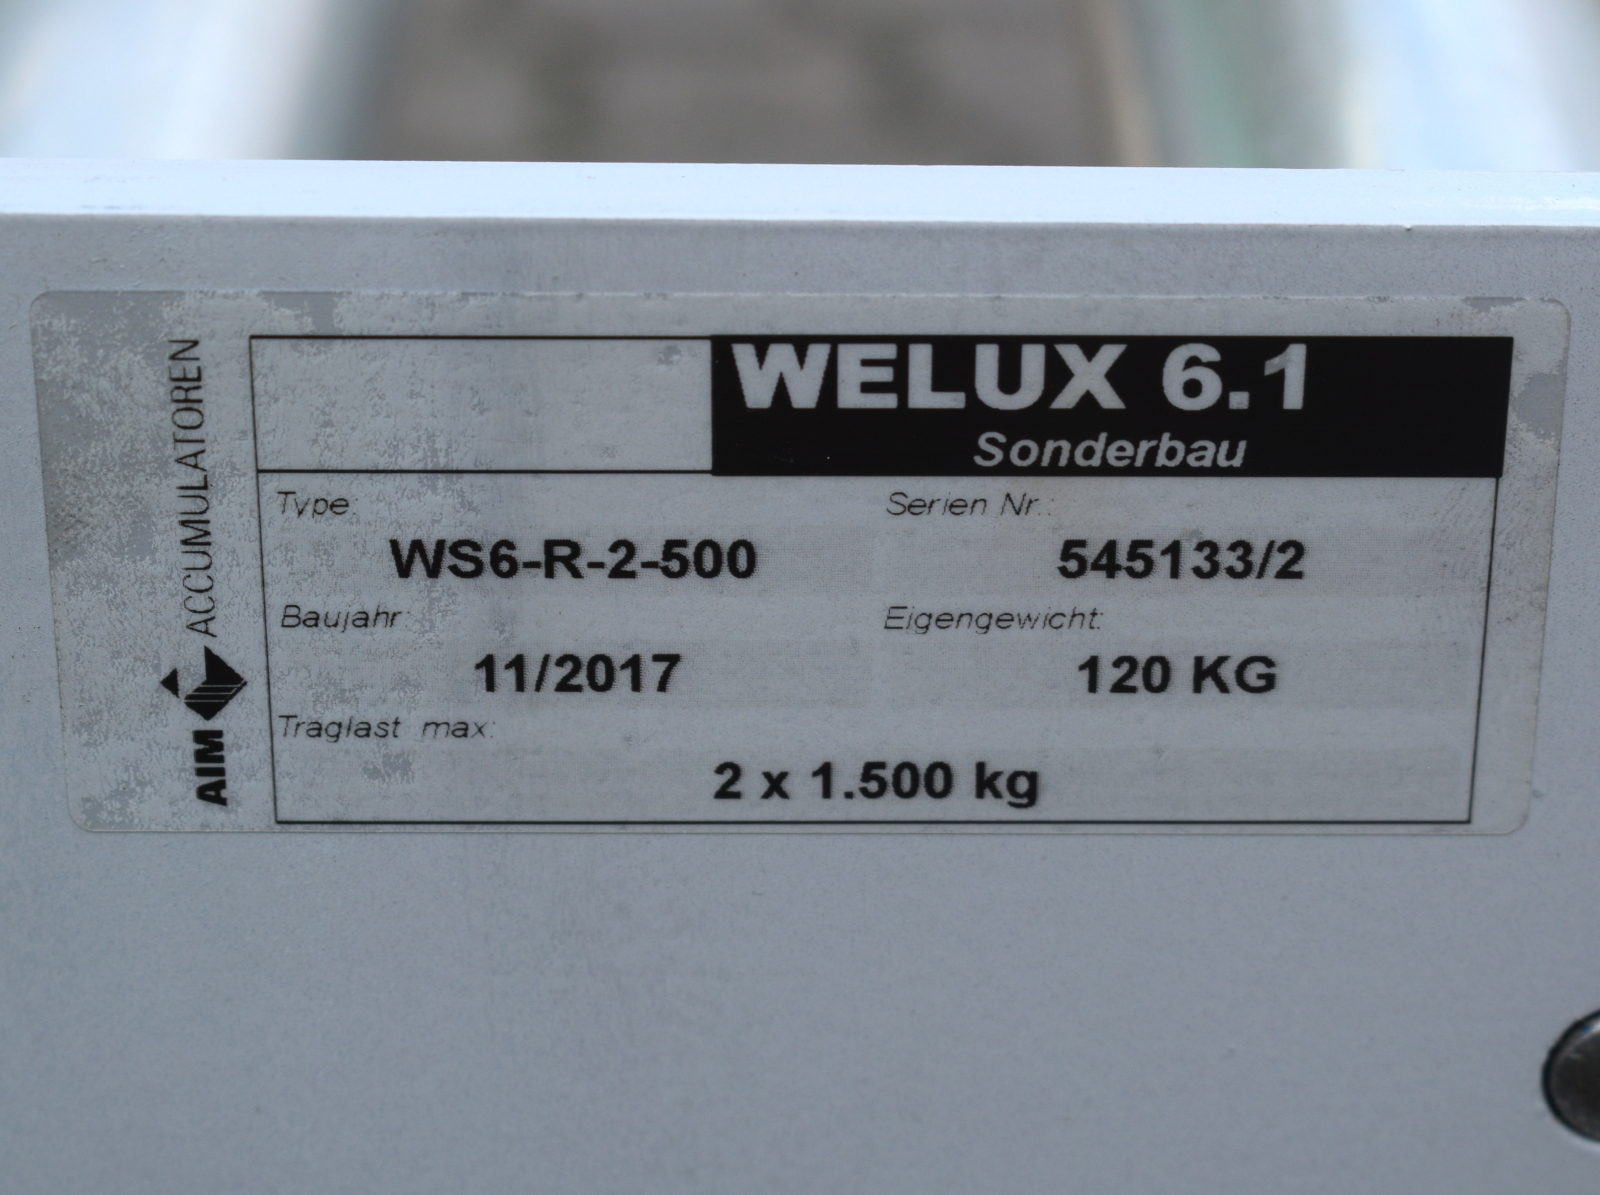 AIM ACCUMULATOREN
WELUX 6.1
Sonderbau
Type: Serien Nr.:
WS6-R-2-500 545133/2
Baujahr: Eigengewicht:
11/2017 120 KG
Traglast max:
2 x 1.500 kg